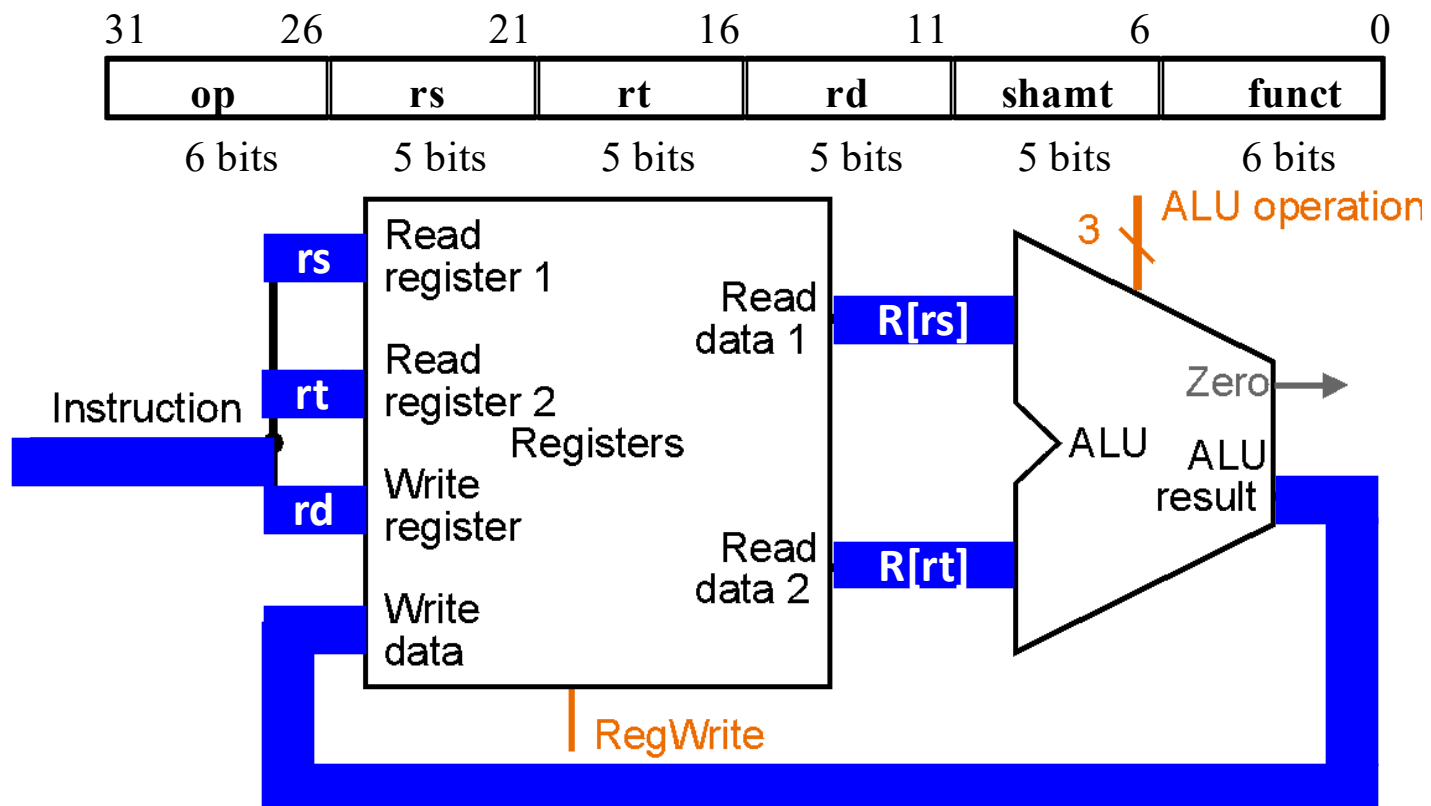 31 26 21 16 11 6 0
op rs rt rd shamt funct
6 bits 5 bits 5 bits 5 bits 5 bits 6 bits
ALU operation
3
rs
Read
register 1
Read
data 1
R[rs]
rt
Read
register 2
Zero
Instruction
Registers
ALU
ALU
result
rd
Write
register
Read
data 2
R[rt]
Write
data
RegWrite